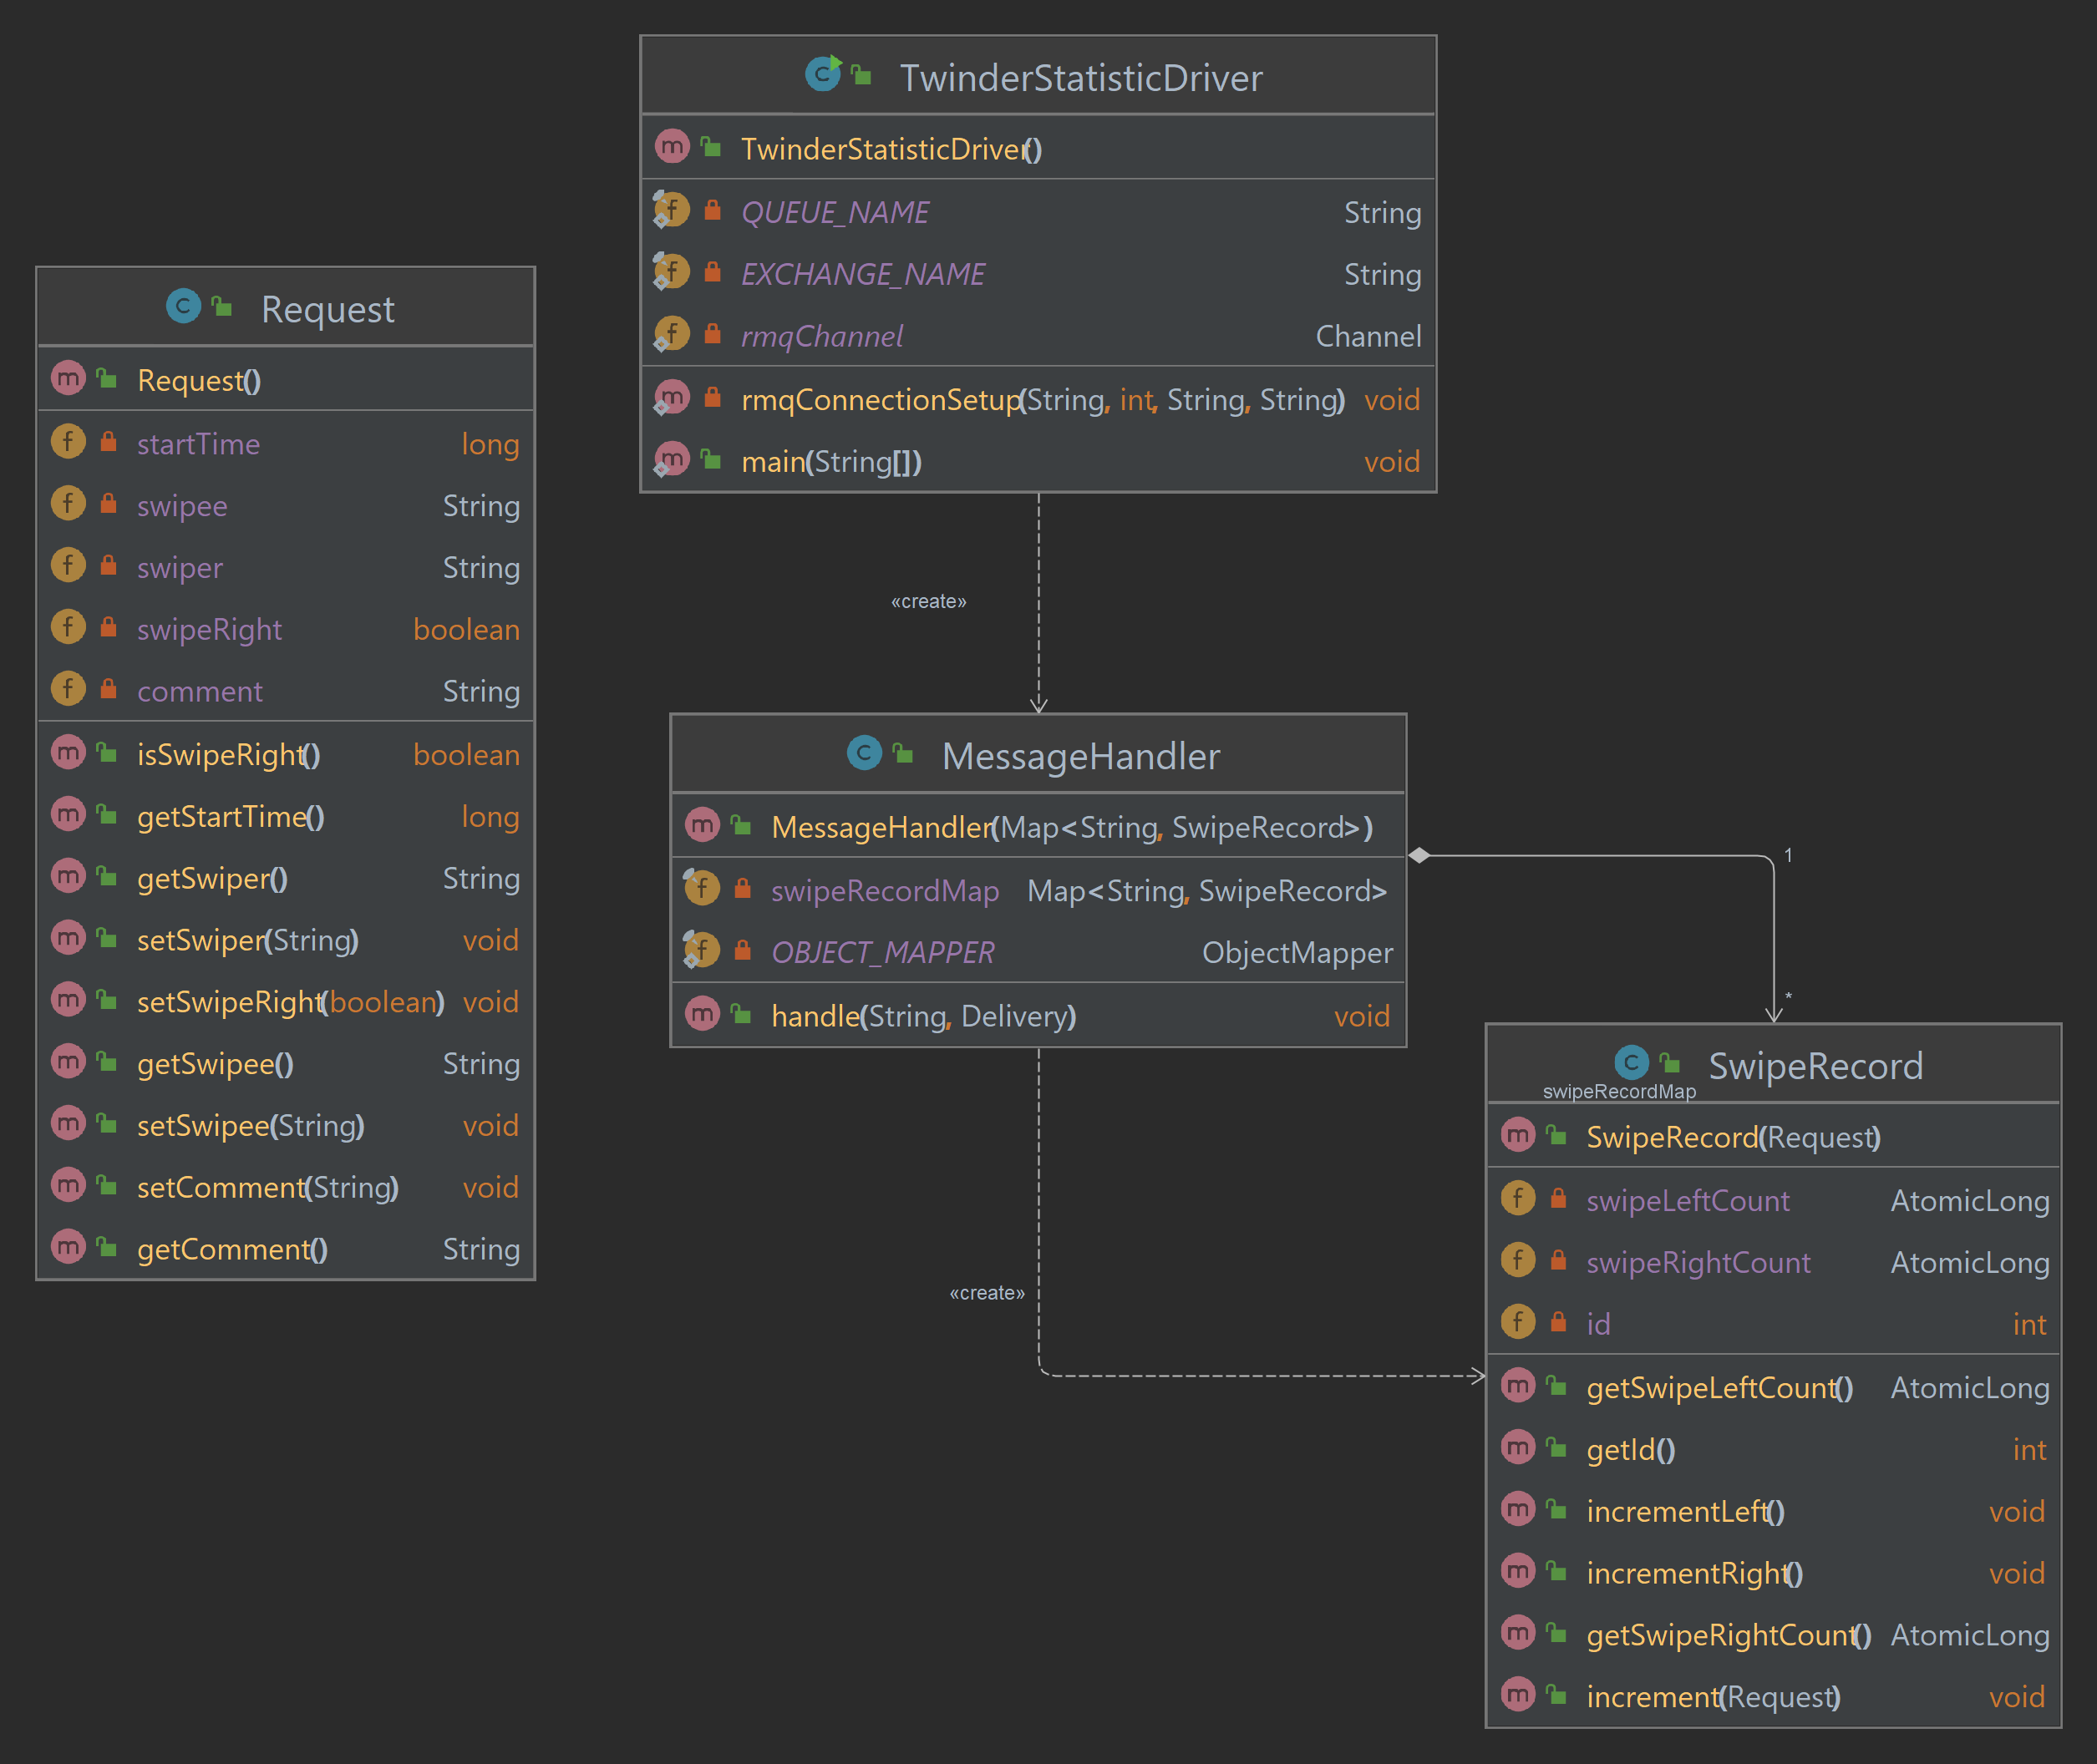 TwinderStatisticDriver
TwinderStatisticDriver()
QUEUE_NAME String
EXCHANGE_NAME String
rmqChannel Channel
rmqConnectionSetup(String, int, String, String) void
main(String[]) void
Request
Request()
startTime long
swipee String
swiper String
swipeRight boolean
comment String
isSwipeRight() boolean
getStartTime() long
getSwiper() String
setSwiper(String) void
setSwipeRight(boolean) void
getSwipee() String
setSwipee(String) void
setComment(String) void
getComment() String
«create»
MessageHandler
MessageHandler(Map<String, SwipeRecord>)
swipeRecordMap Map<String, SwipeRecord>
OBJECT_MAPPER ObjectMapper
handle(String, Delivery) void
1
*
«create»
SwipeRecord
swipeRecordMap
SwipeRecord(Request)
swipeLeftCount AtomicLong
swipeRightCount AtomicLong
id int
getSwipeLeftCount() AtomicLong
getId() int
incrementLeft() void
incrementRight() void
getSwipeRightCount() AtomicLong
increment(Request) void